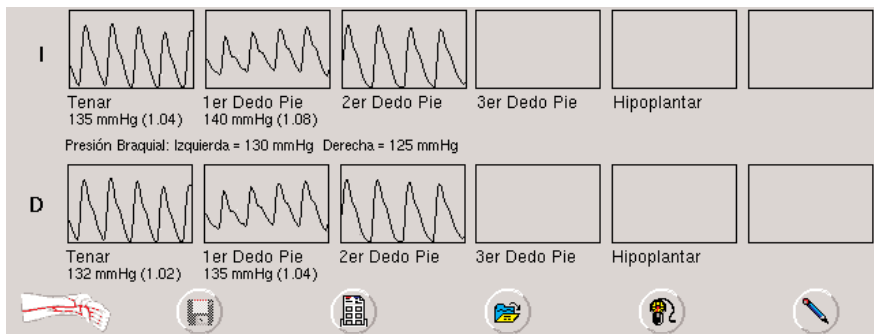 I
Tenar 1er Dedo Pie 2er Dedo Pie 3er Dedo Pie Hipoplantar
135 mmHg (1.04) 140 mmHg (1.08)
Presión Braquial: Izquierda = 130 mmHg Derecha = 125 mmHg
D
Tenar 1er Dedo Pie 2er Dedo Pie 3er Dedo Pie Hipoplantar
132 mmHg (1.02) 135 mmHg (1.04)